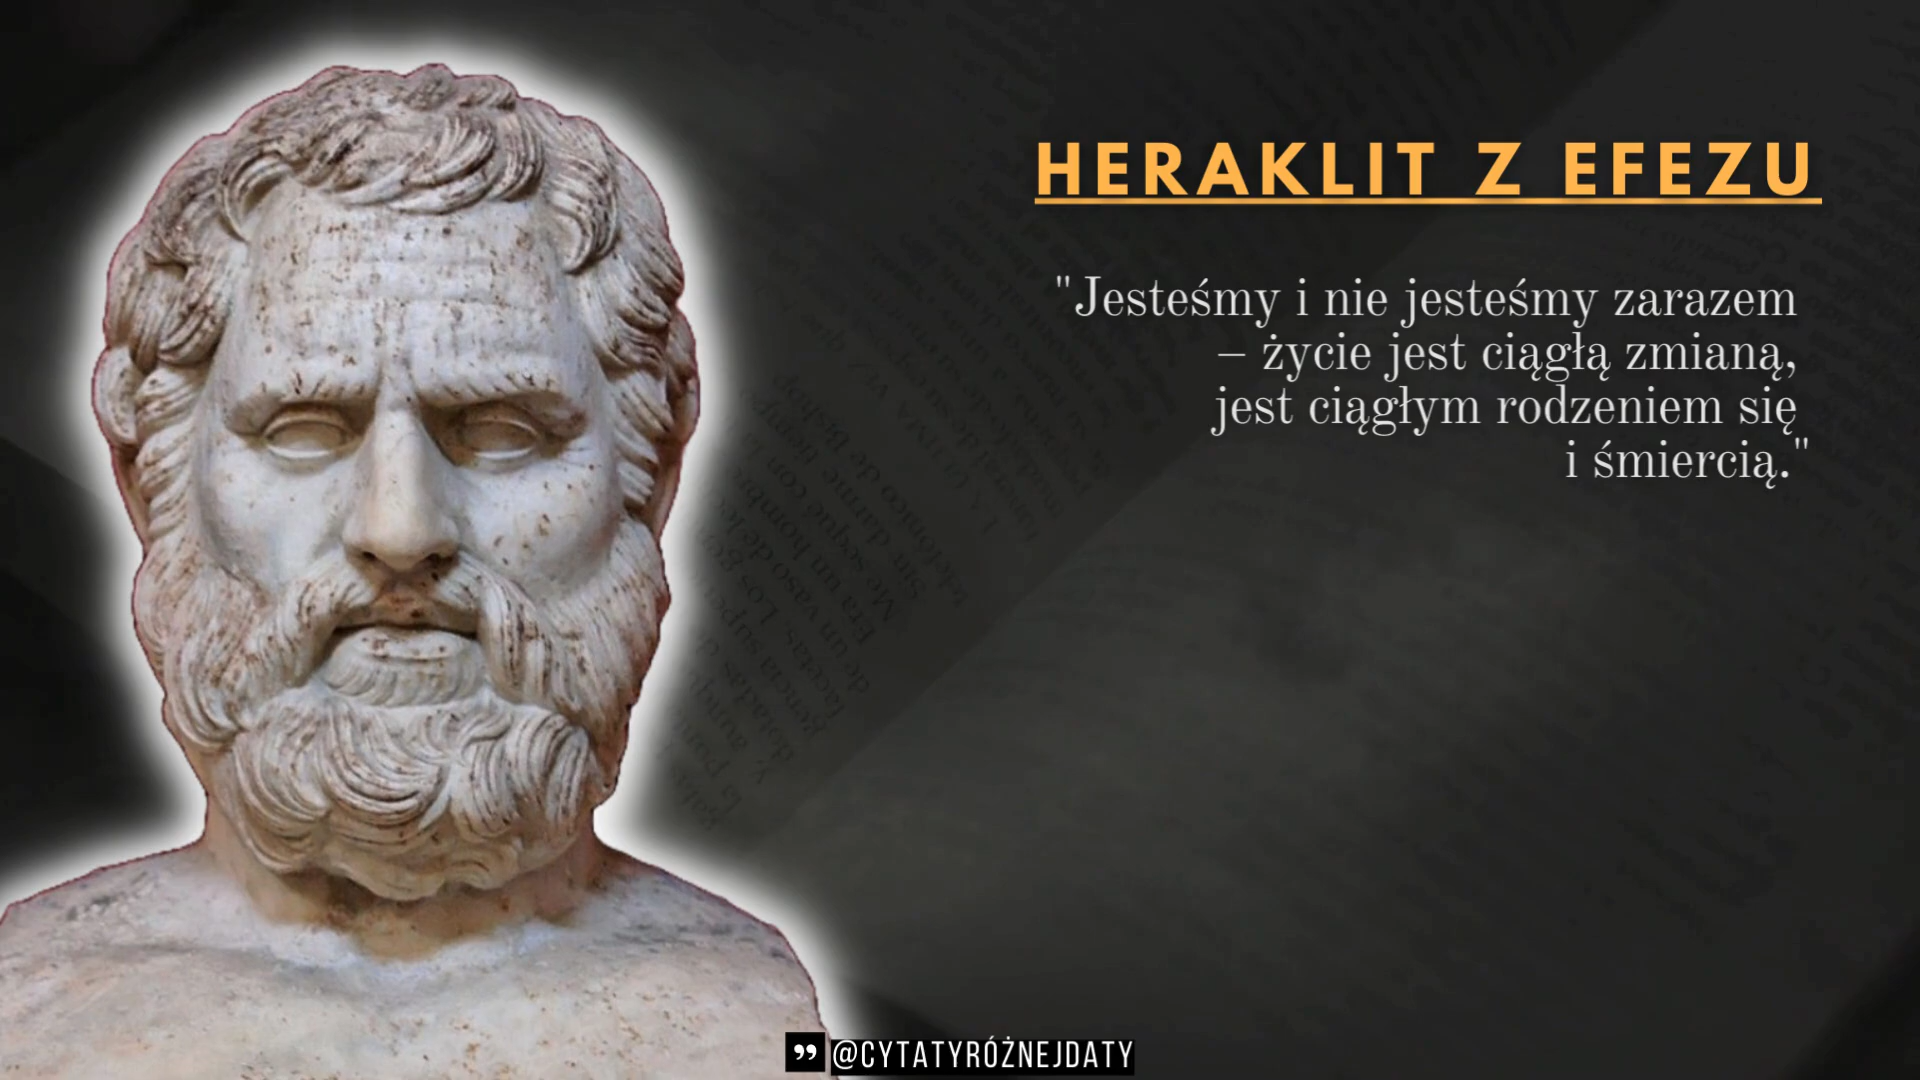 HERAKLIT Z EFEZU
"Jesteśmy i nie jesteśmy zarazem
– życie jest ciągłą zmianą,
jest ciągłym rodzeniem się
i śmiercią."
@CYTATYRÓŻNEJDATY